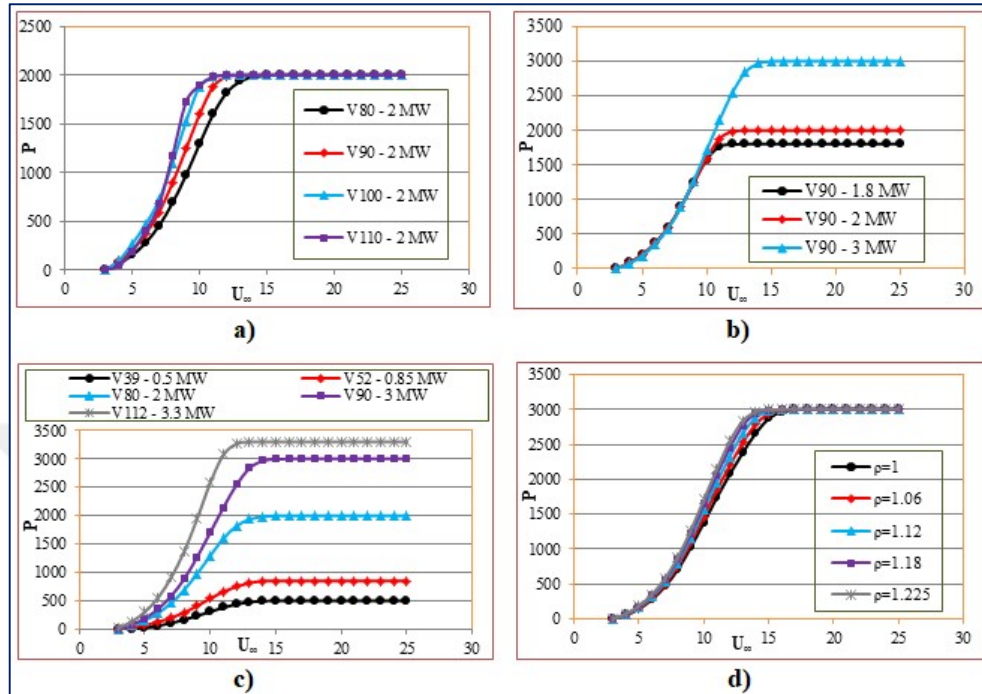 2500
2000
1500
1000
500
0
P
0 5 10 15 20 25 30
U∞
V80 - 2 MW
V90 - 2 MW
V100 - 2 MW
V110 - 2 MW
a)
3500
3000
2500
2000
1500
1000
500
0
P
0 5 10 15 20 25 30
U∞
V90 - 1.8 MW
V90 - 2 MW
V90 - 3 MW
b)
V39 - 0.5 MW V52 - 0.85MW
V80 - 2 MW V90 - 3 MW
V112 - 3.3 MW
3500
3000
2500
2000
1500
1000
500
0
P
0 5 10 15 20 25 30
U∞
c)
3500
3000
2500
2000
1500
1000
500
0
P
0 5 10 15 20 25 30
U∞
ρ=1
ρ=1.06
ρ=1.12
ρ=1.18
ρ=1.225
d)